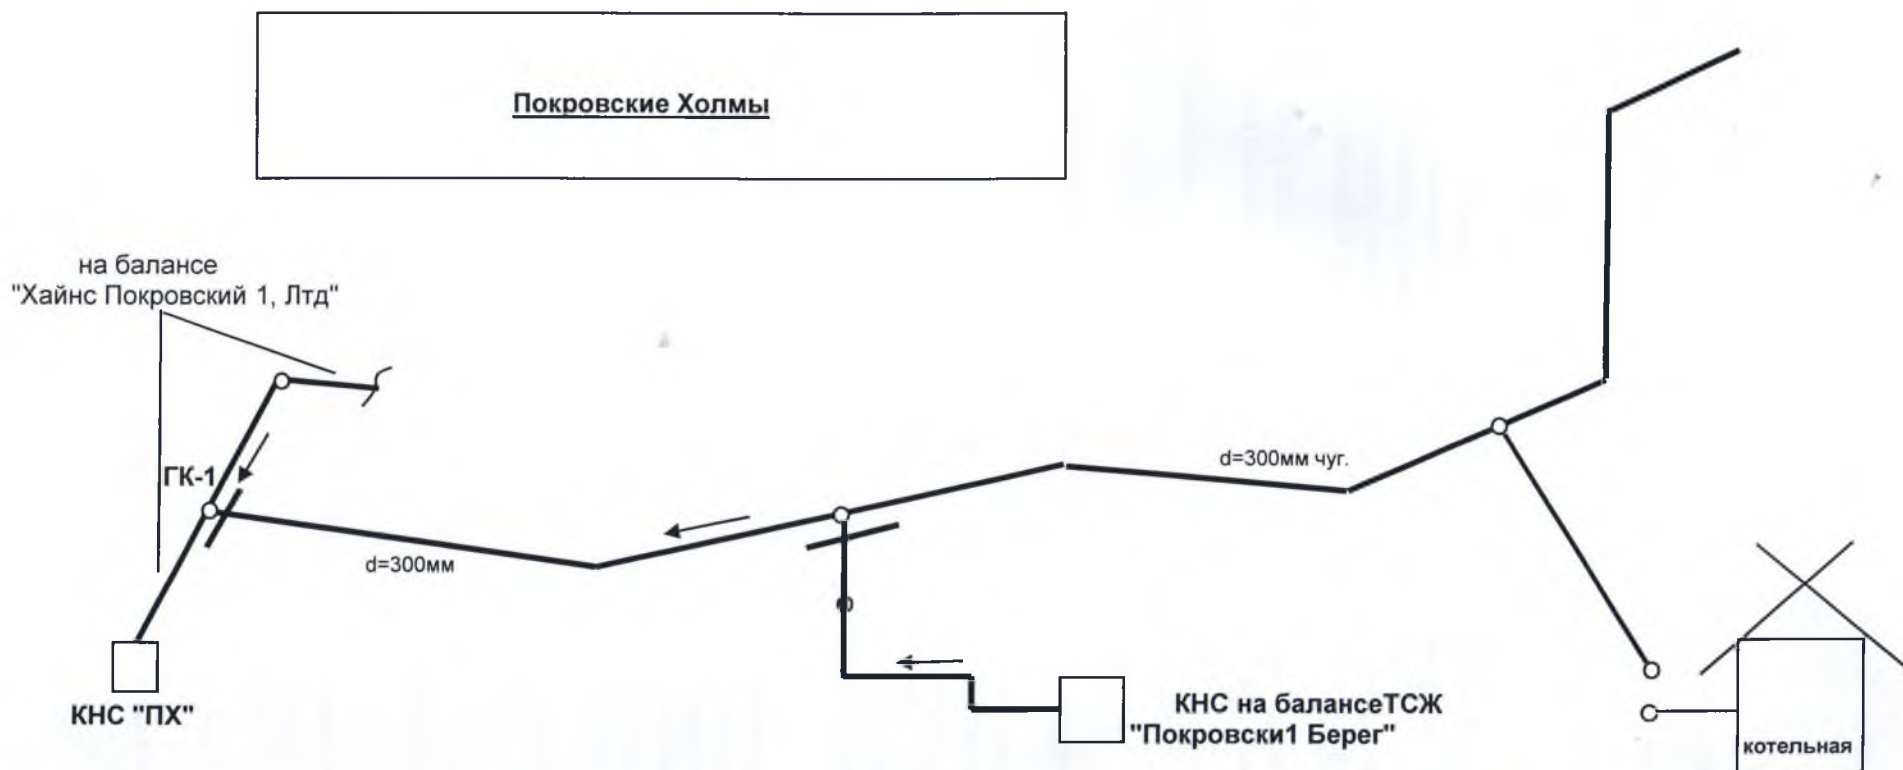 Покровские Холмы
на балансе
"Хайнс Покровский 1, Лтд"
ГК-1
d=300мм чуг.
d=300мм
КНС "ПХ"
КНС на балансеТСЖ
"Покровски1 Берег"
котельная